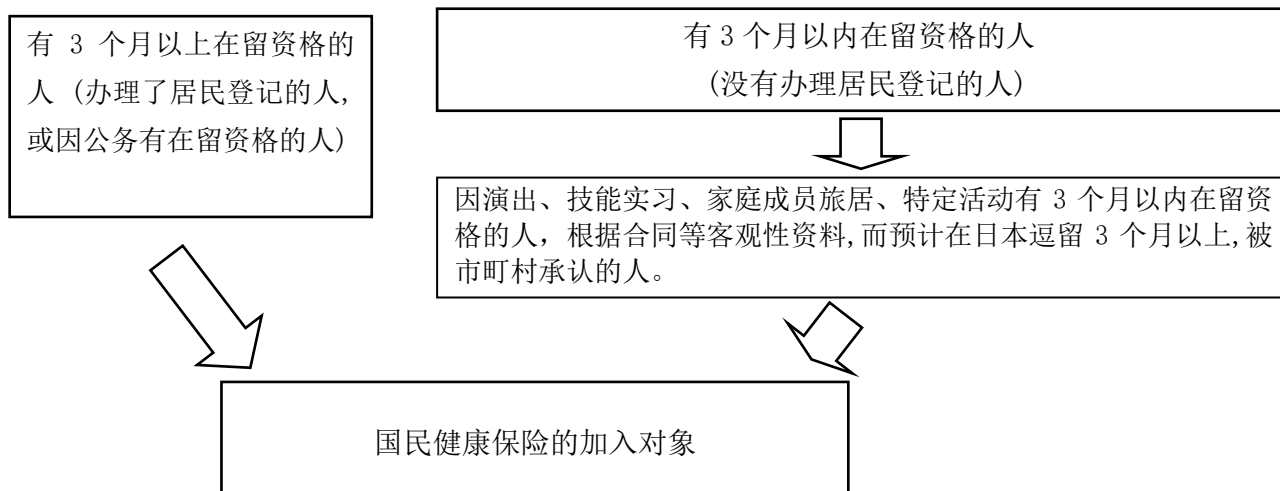 有 3 个月以上在留资格的
人 (办理了居民登记的人,
或因公务有在留资格的人)
有 3 个月以内在留资格的人
(没有办理居民登记的人)
因演出、技能实习、家庭成员旅居、特定活动有 3 个月以内在留资
格的人，根据合同等客观性资料,而预计在日本逗留 3 个月以上,被
市町村承认的人。
国民健康保险的加入对象